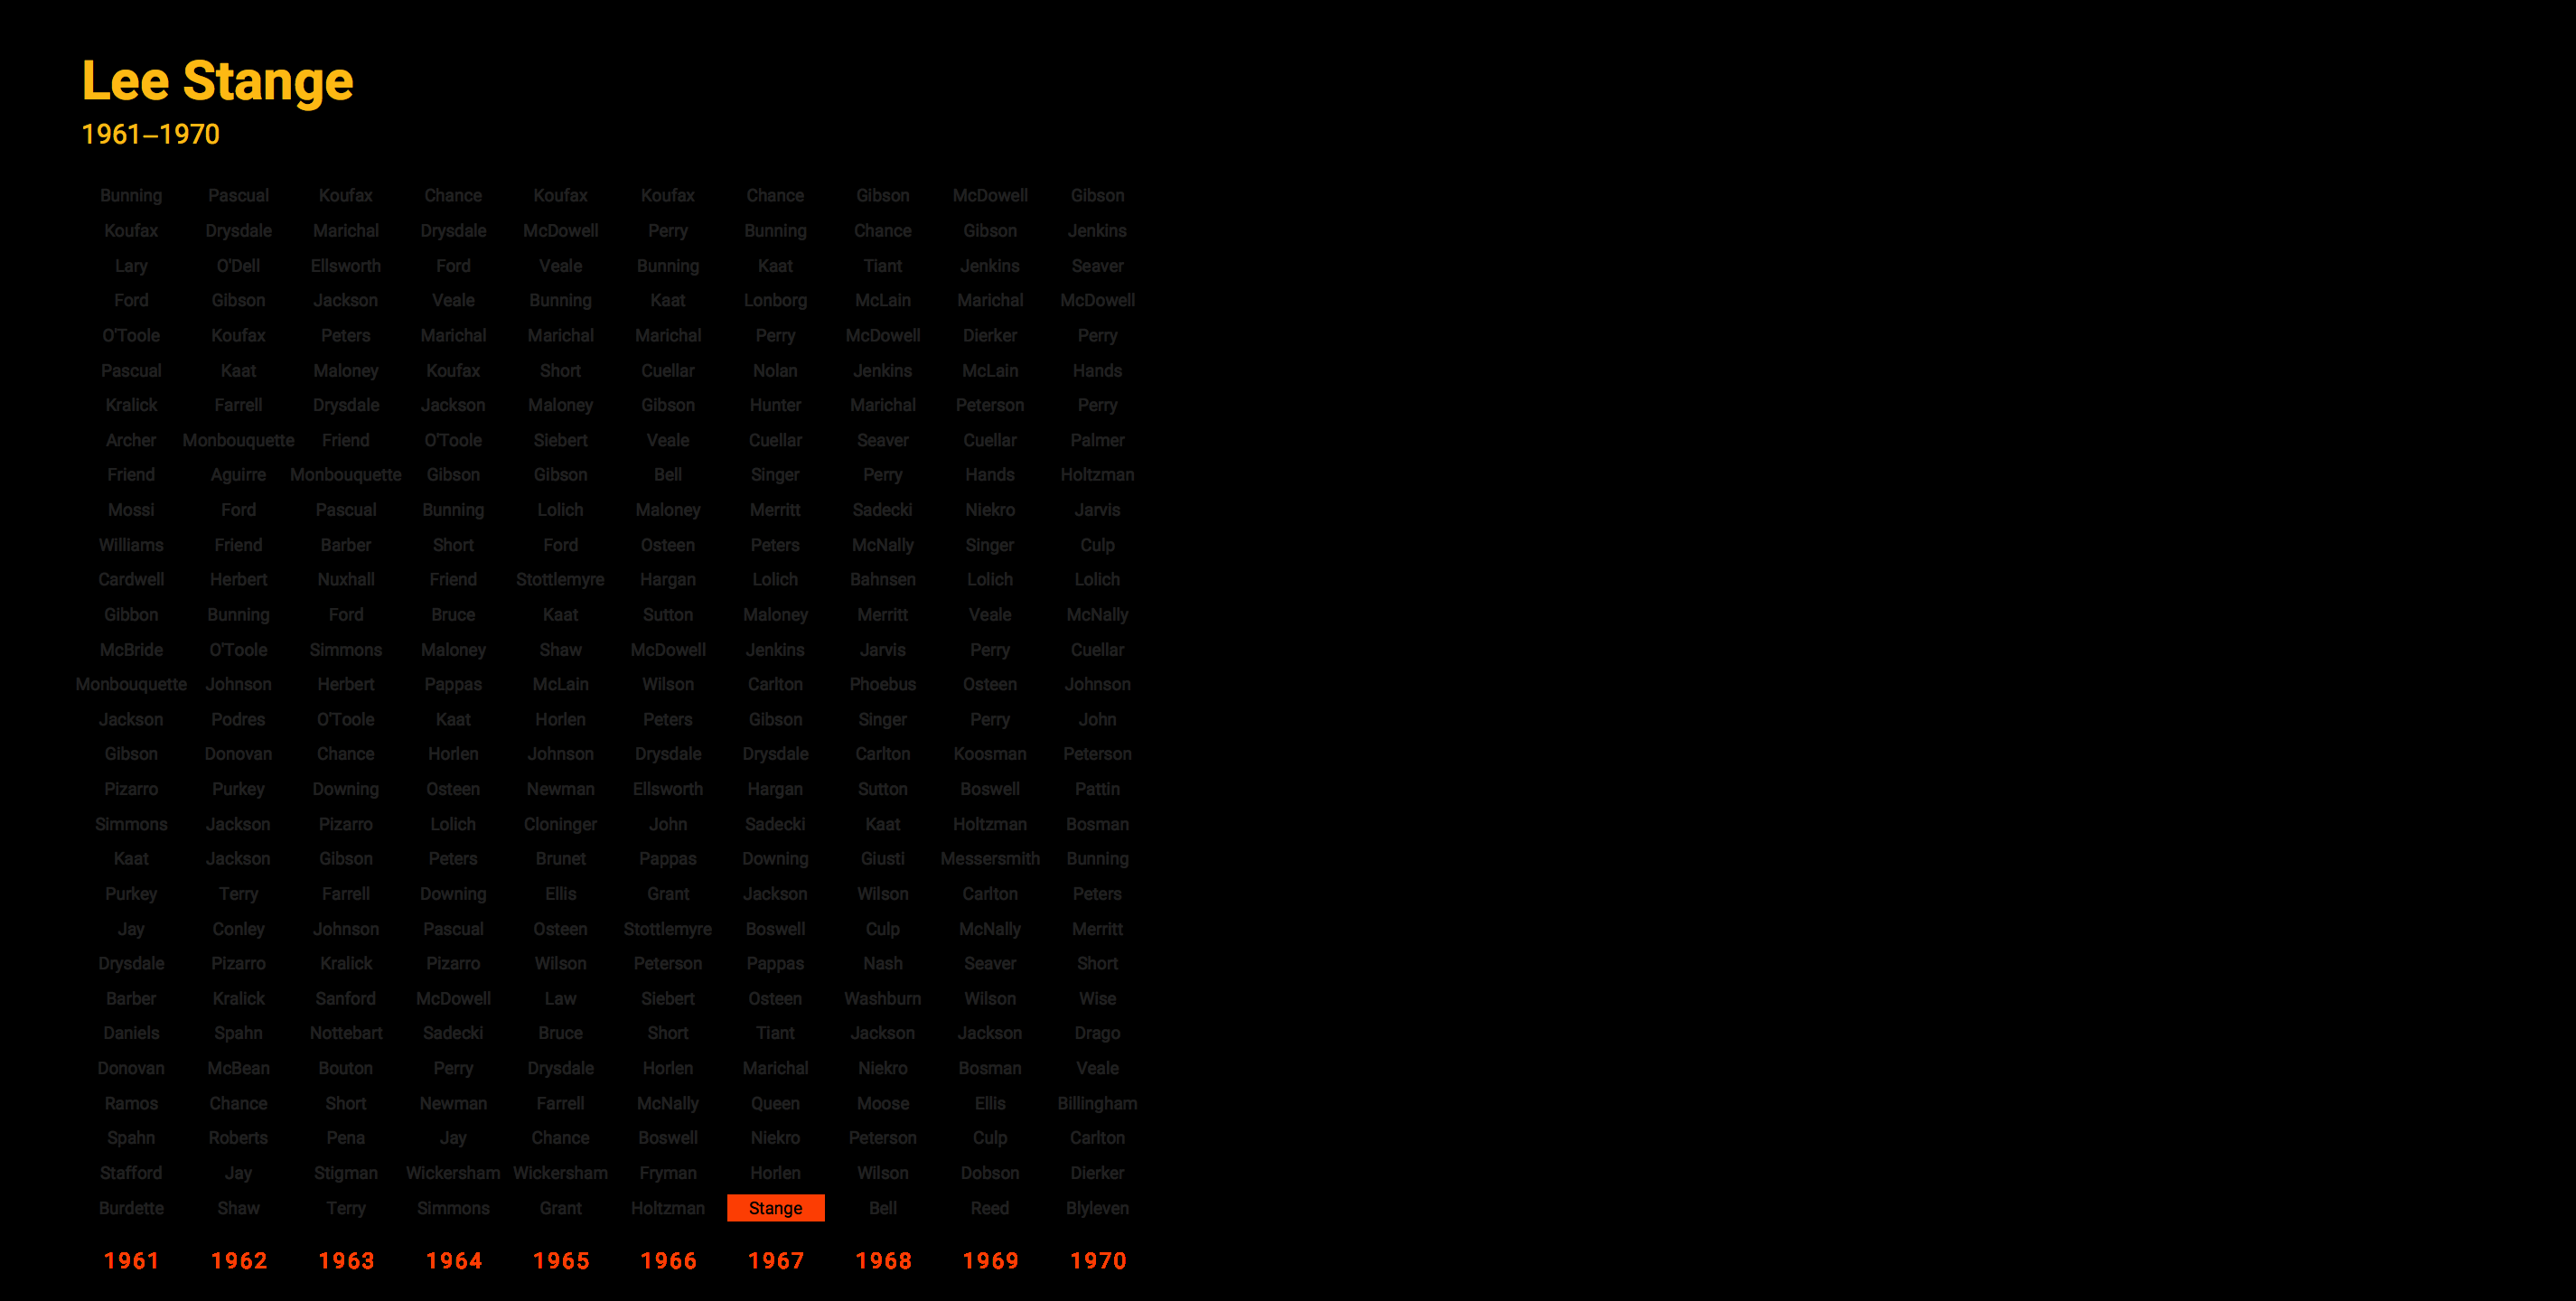 Lee Stange
1961–1970
Bunning Pascual Koufax Chance Koufax Koufax Chance Gibson McDowell Gibson
Koufax Drysdale Marichal Drysdale McDowell Perry Bunning Chance Gibson Jenkins
Lary O'Dell Ellsworth Ford Veale Bunning Kaat Tiant Jenkins Seaver
Ford Gibson Jackson Veale Bunning Kaat Lonborg McLain Marichal McDowell
O'Toole Koufax Peters Marichal Marichal Marichal Perry McDowell Dierker Perry
Pascual Kaat Maloney Koufax Short Cuellar Nolan Jenkins McLain Hands
Kralick Farrell Drysdale Jackson Maloney Gibson Hunter Marichal Peterson Perry
Archer Monbouquette Friend O'Toole Siebert Veale Cuellar Seaver Cuellar Palmer
Friend Aguirre Monbouquette Gibson Gibson Bell Singer Perry Hands Holtzman
Mossi Ford Pascual Bunning Lolich Maloney Merritt Sadecki Niekro Jarvis
Williams Friend Barber Short Ford Osteen Peters McNally Singer Culp
Cardwell Herbert Nuxhall Friend Stottlemyre Hargan Lolich Bahnsen Lolich Lolich
Gibbon Bunning Ford Bruce Kaat Sutton Maloney Merritt Veale McNally
McBride O'Toole Simmons Maloney Shaw McDowell Jenkins Jarvis Perry Cuellar
Monbouquette Johnson Herbert Pappas McLain Wilson Carlton Phoebus Osteen Johnson
Jackson Podres O'Toole Kaat Horlen Peters Gibson Singer Perry John
Gibson Donovan Chance Horlen Johnson Drysdale Drysdale Carlton Koosman Peterson
Pizarro Purkey Downing Osteen Newman Ellsworth Hargan Sutton Boswell Pattin
Simmons Jackson Pizarro Lolich Cloninger John Sadecki Kaat Holtzman Bosman
Kaat Jackson Gibson Peters Brunet Pappas Downing Giusti Messersmith Bunning
Purkey Terry Farrell Downing Ellis Grant Jackson Wilson Carlton Peters
Jay Conley Johnson Pascual Osteen Stottlemyre Boswell Culp McNally Merritt
Drysdale Pizarro Kralick Pizarro Wilson Peterson Pappas Nash Seaver Short
Barber Kralick Sanford McDowell Law Siebert Osteen Washburn Wilson Wise
Daniels Spahn Nottebart Sadecki Bruce Short Tiant Jackson Jackson Drago
Donovan McBean Bouton Perry Drysdale Horlen Marichal Niekro Bosman Veale
Ramos Chance Short Newman Farrell McNally Queen Moose Ellis Billingham
Spahn Roberts Pena Jay Chance Boswell Niekro Peterson Culp Carlton
Stafford Jay Stigman Wickersham Wickersham Fryman Horlen Wilson Dobson Dierker
Burdette Shaw Terry Simmons Grant Holtzman Stange Bell Reed Blyleven
1961 1962 1963 1964 1965 1966 1967 1968 1969 1970